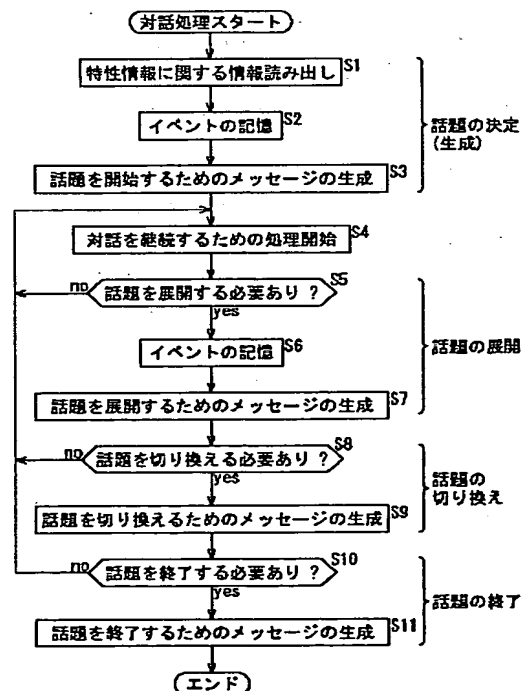 対話処理スタート
特性情報に関する情報読み出し
S1
イベントの記憶
S2
話題を開始するためのメッセージの生成
S3
話題の決定
(生成)
対話を継続するための処理開始
S4
話題を展開する必要あり ?
S5
no
yes
イベントの記憶
S6
話題を展開するためのメッセージの生成
S7
話題の展開
話題を切り換える必要あり ?
S8
no
yes
話題を切り換えるためのメッセージの生成
S9
話題の
切り換え
話題を終了する必要あり ?
S10
no
yes
話題を終了するためのメッセージの生成
S11
話題の終了
エンド